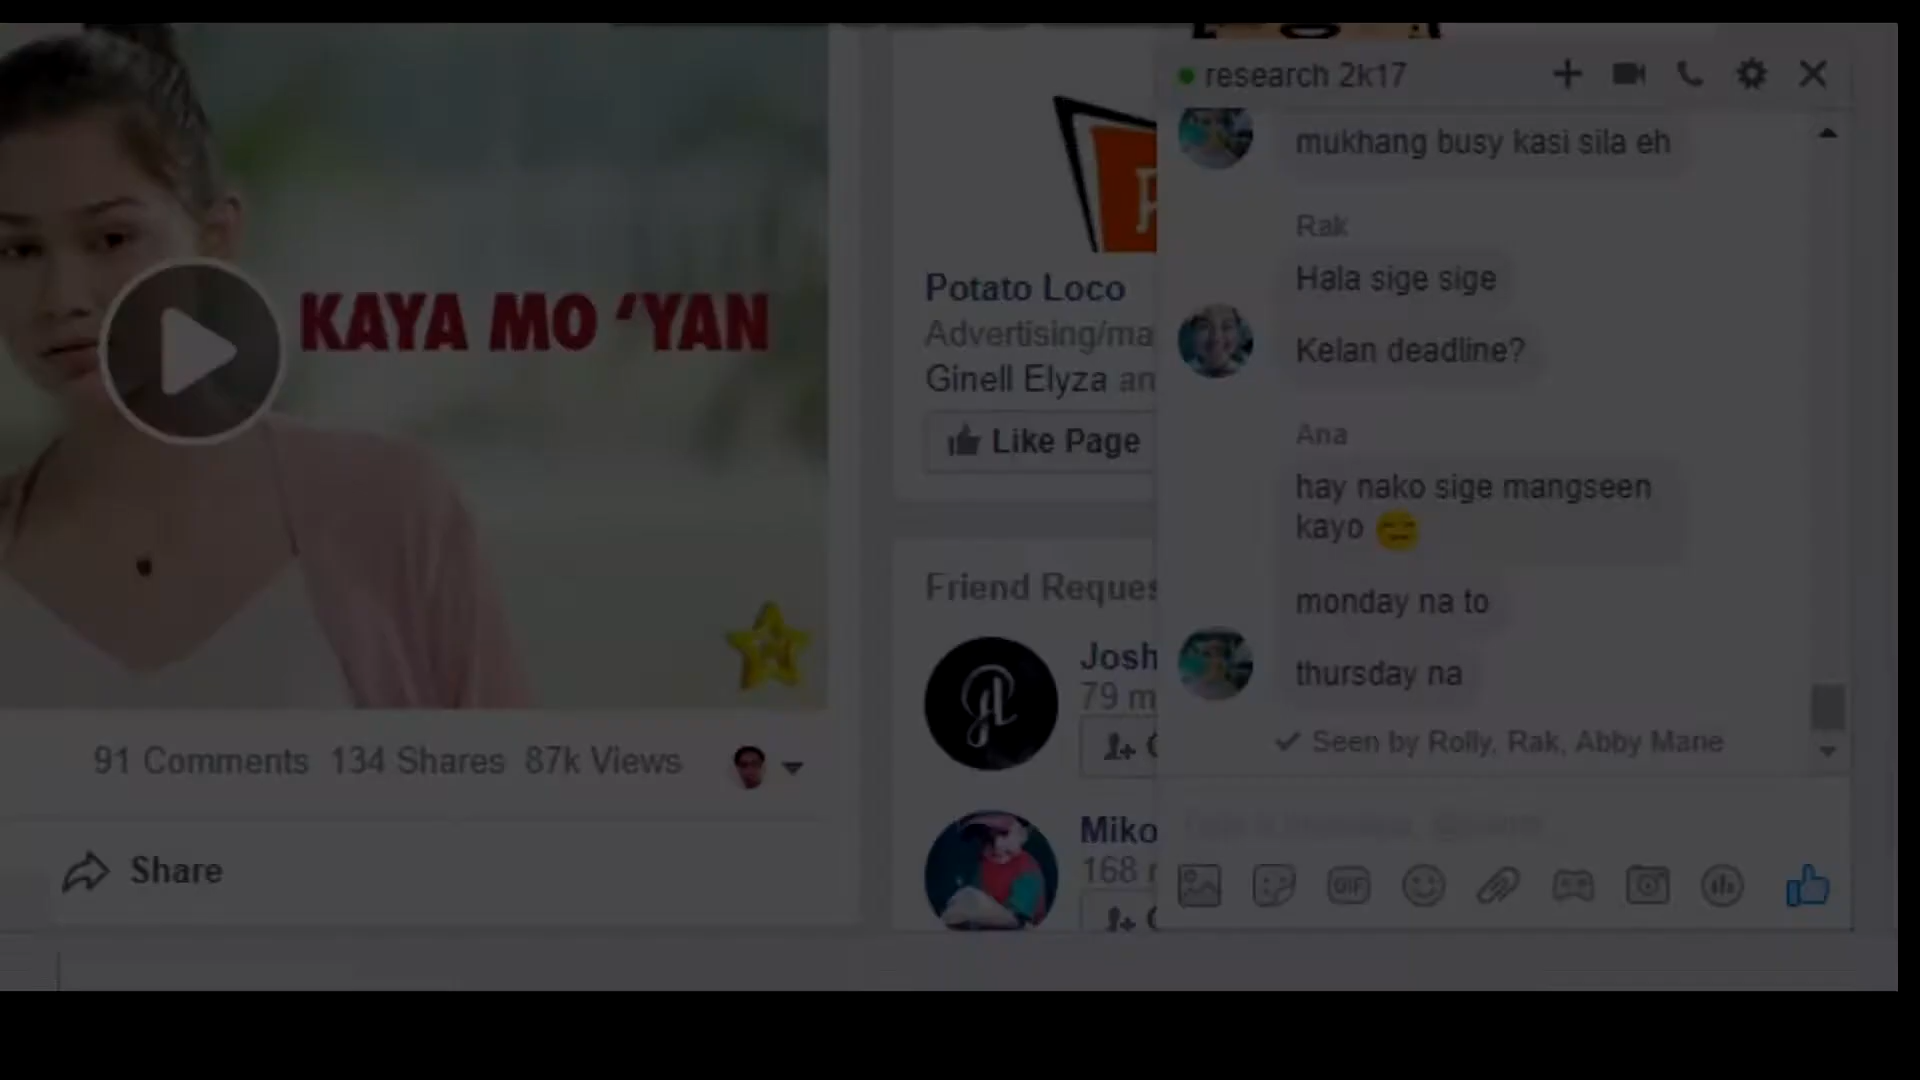 KAYA MO ‘YAN
91 Comments 134 Shares 87k Views
Share
Potato Loco
Advertising/ma
Ginell Elyza an
Like Page
Friend Reques
Josh
79 m
Miko
168
research 2k17
mukhang busy kasi sila eh
Rak
Hala sige sige
Kelan deadline?
Ana
hay nako sige mangseen
kayo
monday na to
thursday na
Seen by Rolly, Rak, Abby Mane
GIF